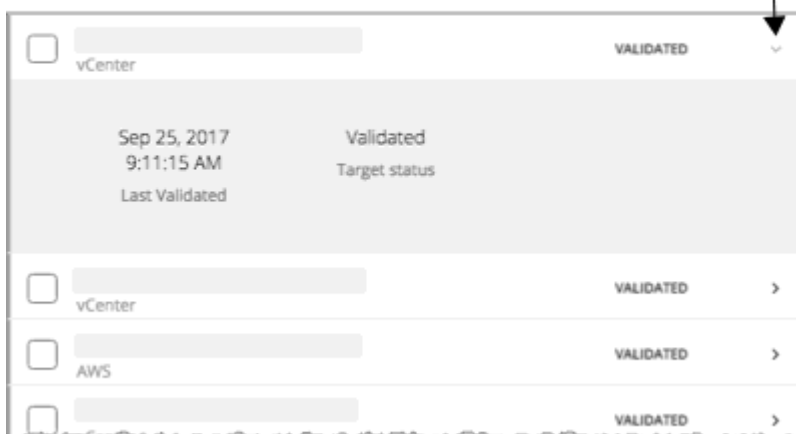 VALIDATED
vCenter
Sep 25, 2017 Validated
9:11:15 AM Target status
Last Validated
VALIDATED
vCenter
VALIDATED
AWS
VALIDATED